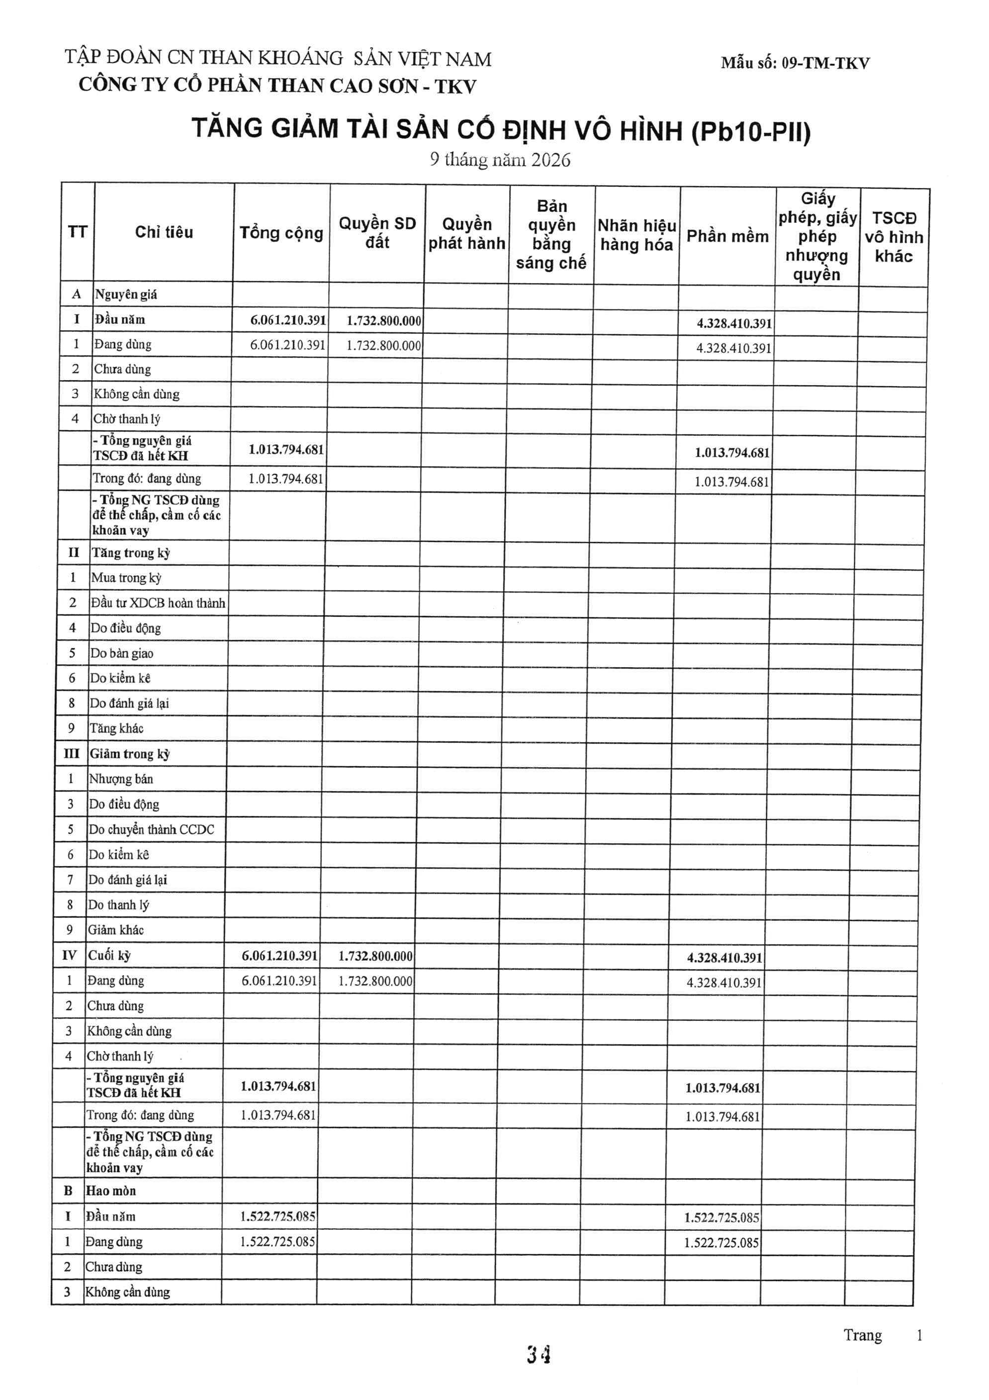 TẬP ĐOÀN CN THAN KHOÁNG SẢN VIỆT NAM
CÔNG TY CỔ PHẦN THAN CAO SƠN - TKV
Mẫu số: 09-TM-TKV
TĂNG GIẢM TÀI SẢN CỐ ĐỊNH VÔ HÌNH (Pb10-PII)
9 tháng năm 2026
TT Chỉ tiêu Tổng cộng Quyền SD đất Quyền phát hành Bản quyền bằng sáng chế Nhãn hiệu hàng hóa Phần mềm Giấy phép, giấy phép nhượng quyền TSCĐ vô hình khác
A Nguyên giá
I Đầu năm 6.061.210.391 1.732.800.000 4.328.410.391
1 Đang dùng 6.061.210.391 1.732.800.000 4.328.410.391
2 Chưa dùng
3 Không cần dùng
4 Chờ thanh lý
- Tổng nguyên giá
TSCĐ đã hết KH 1.013.794.681 1.013.794.681
Trong đó: đang dùng 1.013.794.681 1.013.794.681
- Tổng NG TSCĐ dùng
để thế chấp, cầm cố các
khoản vay
II Tăng trong kỳ
1 Mua trong kỳ
2 Đầu tư XDCB hoàn thành
4 Do điều động
5 Do bàn giao
6 Do kiểm kê
8 Do đánh giá lại
9 Tăng khác
III Giảm trong kỳ
1 Nhượng bán
3 Do điều động
5 Do chuyển thành CCDC
6 Do kiểm kê
7 Do đánh giá lại
8 Do thanh lý
9 Giảm khác
IV Cuối kỳ 6.061.210.391 1.732.800.000 4.328.410.391
1 Đang dùng 6.061.210.391 1.732.800.000 4.328.410.391
2 Chưa dùng
3 Không cần dùng
4 Chờ thanh lý
- Tổng nguyên giá
TSCĐ đã hết KH 1.013.794.681 1.013.794.681
Trong đó: đang dùng 1.013.794.681 1.013.794.681
- Tổng NG TSCĐ dùng
để thế chấp, cầm cố các
khoản vay
B Hao mòn
I Đầu năm 1.522.725.085 1.522.725.085
1 Đang dùng 1.522.725.085 1.522.725.085
2 Chưa dùng
3 Không cần dùng
Trang 1
34